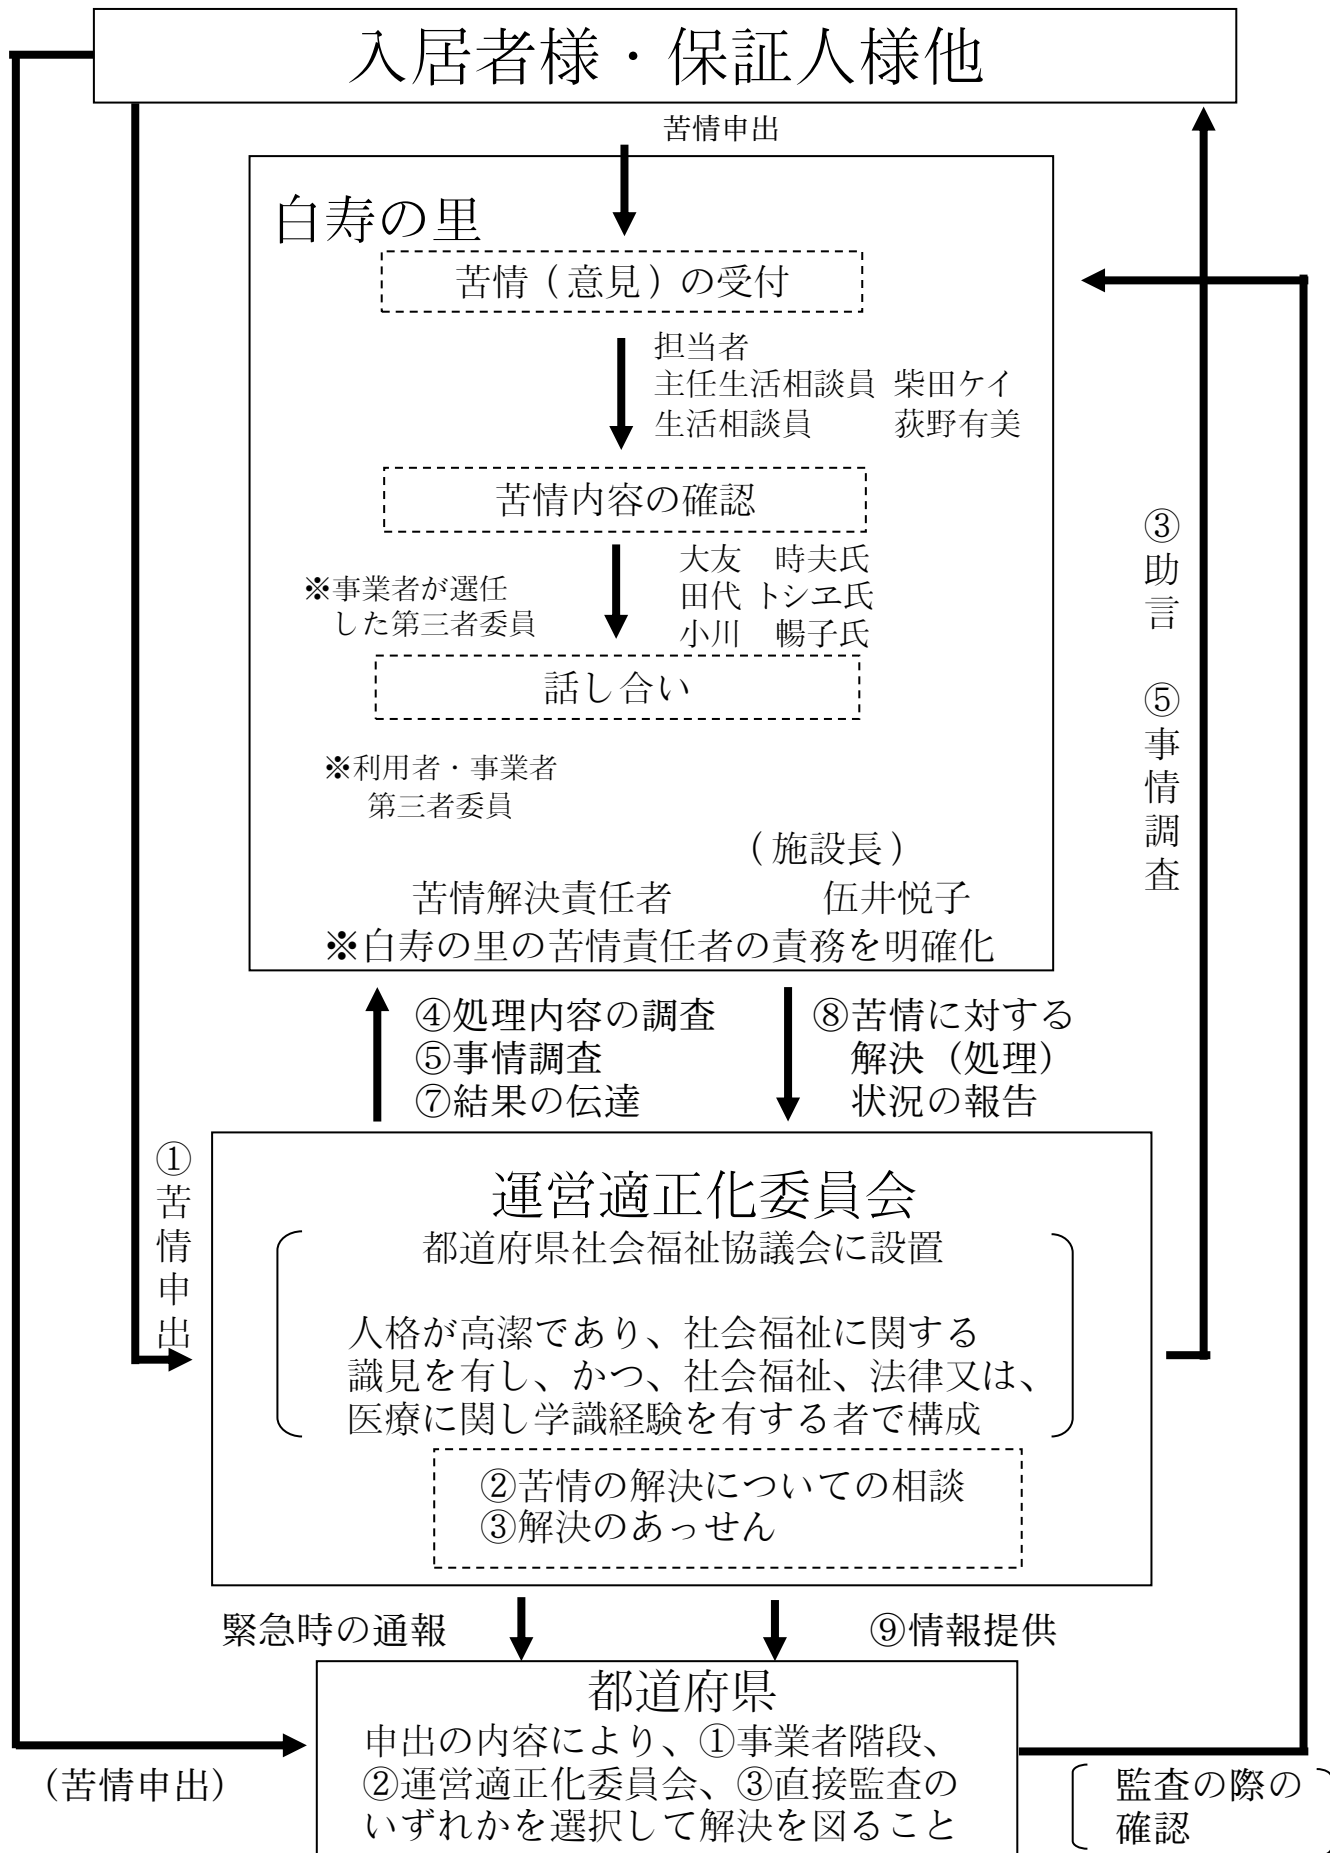 入居者様・保証人様他
苦情申出
白寿の里
苦情（意見）の受付
担当者
主任生活相談員 柴田ケイ
生活相談員 荻野有美
苦情内容の確認
※事業者が選任
した第三者委員
大友 時夫氏
田代 トシヱ氏
小川 暢子氏
話し合い
※利用者・事業者
第三者委員
（施設長）
苦情解決責任者 伍井悦子
※白寿の里の苦情責任者の責務を明確化
③助言 ⑤事情調査
④処理内容の調査
⑤事情調査
⑦結果の伝達
⑧苦情に対する
解決（処理）
状況の報告
①苦情申出
運営適正化委員会
都道府県社会福祉協議会に設置
人格が高潔であり、社会福祉に関する
識見を有し、かつ、社会福祉、法律又は、
医療に関し学識経験を有する者で構成
②苦情の解決についての相談
③解決のあっせん
緊急時の通報
⑨情報提供
都道府県
申出の内容により、①事業者階段、
②運営適正化委員会、③直接監査の
いずれかを選択して解決を図ること
（苦情申出）
監査の際の
確認